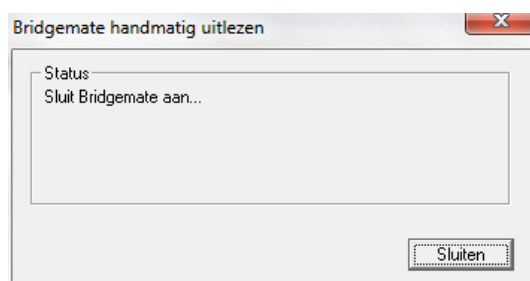 Bridgemate handmatig uitlezen
Status
Sluit Bridgemate aan...
Sluiten